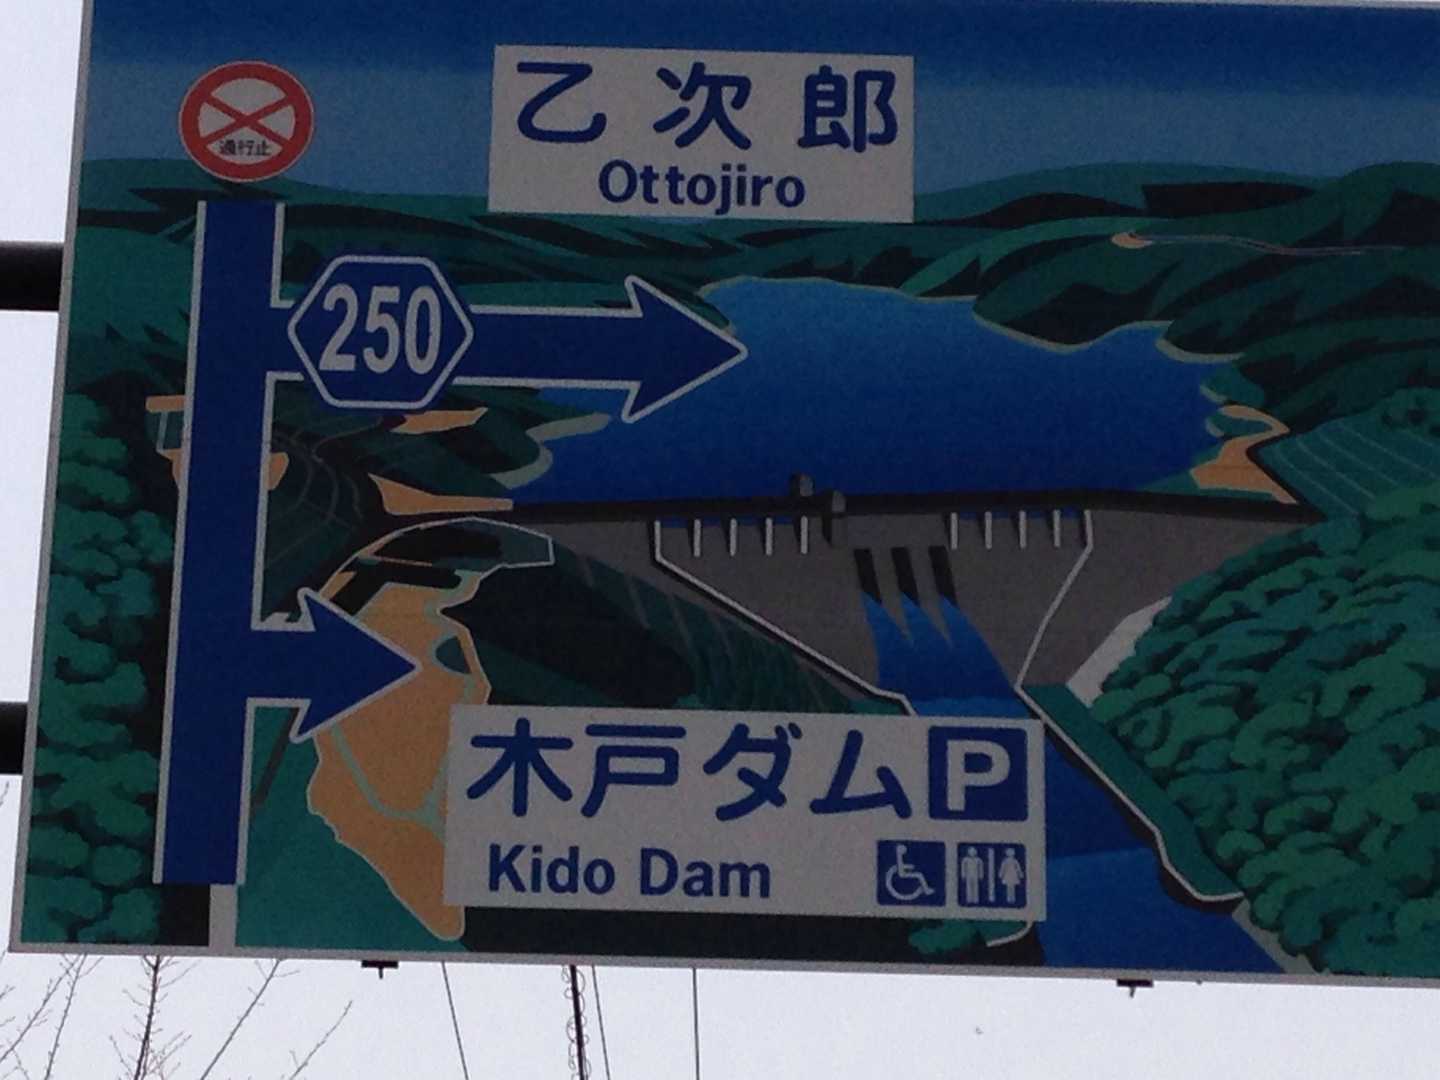 通行止
乙次郎
Ottojiro
250
木戸ダム P
Kido Dam